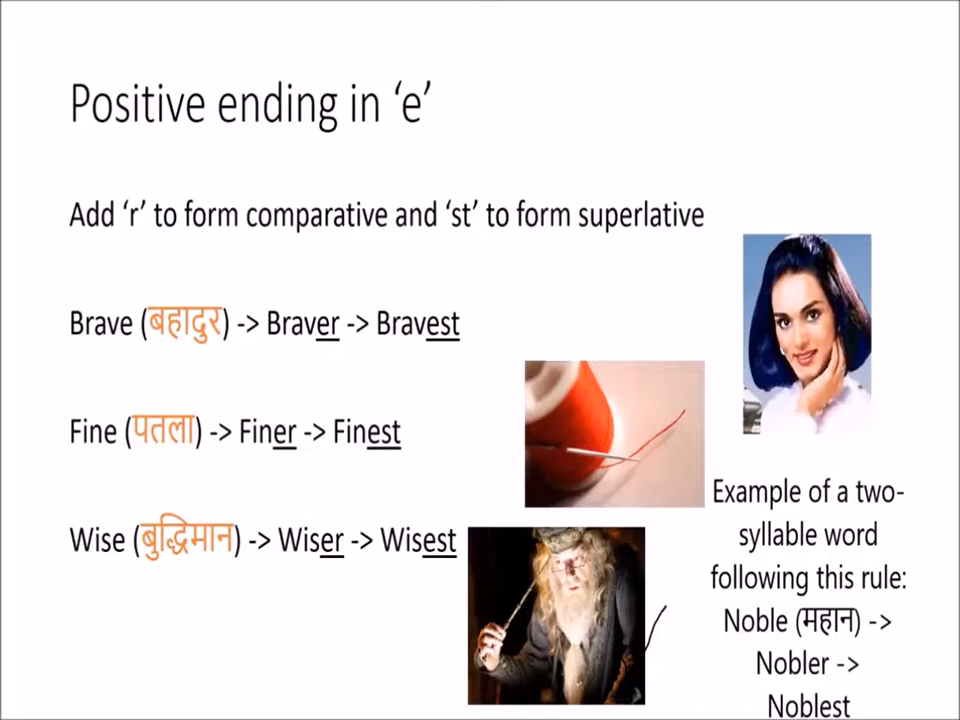 Positive ending in ‘e’
Add ‘r’ to form comparative and ‘st’ to form superlative
Brave (बहादुर) -> Braver -> Bravest
Fine (पतला) -> Finer -> Finest
Wise (बुद्धिमान) -> Wiser -> Wisest
Example of a two-
syllable word
following this rule:
Noble (महान) ->
Nobler ->
Noblest